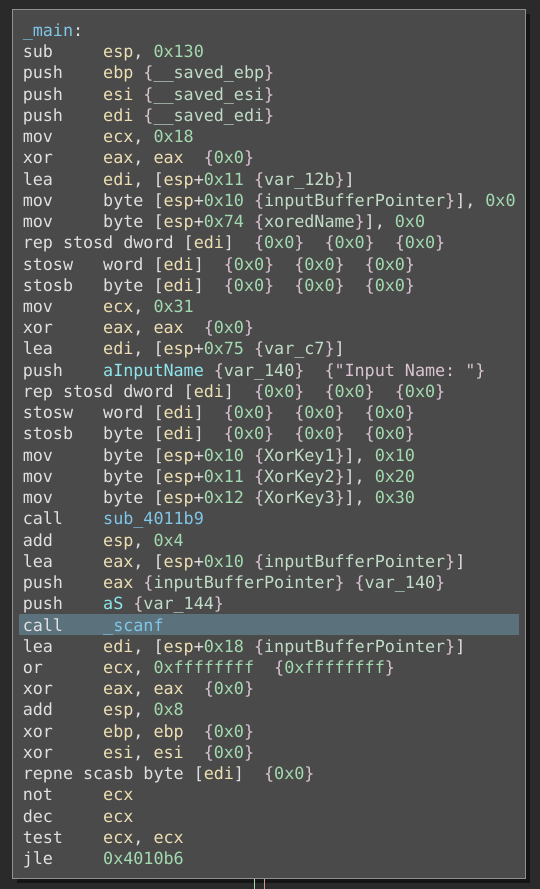 _main:
sub esp, 0x130
push ebp {__saved_ebp}
push esi {__saved_esi}
push edi {__saved_edi}
mov ecx, 0x18
xor eax, eax {0x0}
lea edi, [esp+0x11 {var_12b}]
mov byte [esp+0x10 {inputBufferPointer}], 0x0
mov byte [esp+0x74 {xoredName}], 0x0
rep stosd dword [edi] {0x0} {0x0} {0x0}
stosw word [edi] {0x0} {0x0} {0x0}
stosb byte [edi] {0x0} {0x0} {0x0}
mov ecx, 0x31
xor eax, eax {0x0}
lea edi, [esp+0x75 {var_c7}]
push aInputName {var_140} {"Input Name: "}
rep stosd dword [edi] {0x0} {0x0} {0x0}
stosw word [edi] {0x0} {0x0} {0x0}
stosb byte [edi] {0x0} {0x0} {0x0}
mov byte [esp+0x10 {XorKey1}], 0x10
mov byte [esp+0x11 {XorKey2}], 0x20
mov byte [esp+0x12 {XorKey3}], 0x30
call sub_4011b9
add esp, 0x4
lea eax, [esp+0x10 {inputBufferPointer}]
push eax {inputBufferPointer} {var_140}
push aS {var_144}
call _scanf
lea edi, [esp+0x18 {inputBufferPointer}]
or ecx, 0xffffffff {0xffffffff}
xor eax, eax {0x0}
add esp, 0x8
xor ebp, ebp {0x0}
xor esi, esi {0x0}
repne scasb byte [edi] {0x0}
not ecx
dec ecx
test ecx, ecx
jle 0x4010b6